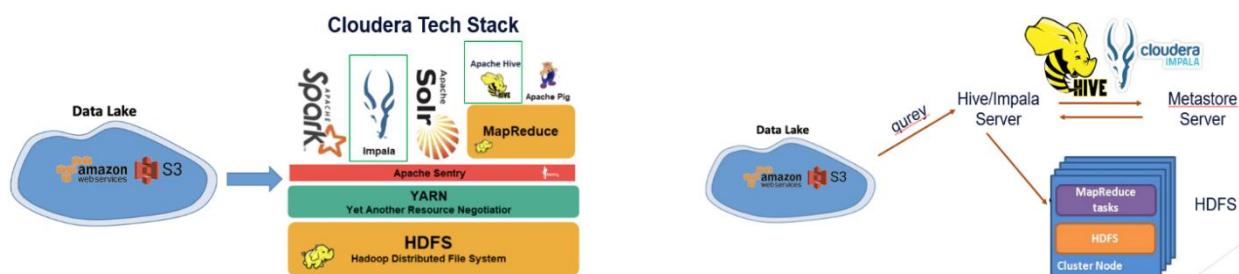 Cloudera Tech Stack
Data Lake
amazon
webservices
S3
APACHE
Spark
Impala
Apache
Solr
Apache Hive
HIVE
Apache Pig
MapReduce
Apache Sentry
YARN
Yet Another Resource Negotiatior
HDFS
Hadoop Distributed File System
Data Lake
amazon
webservices
S3
qurey
Hive/Impala
Server
HIVE
cloudera
IMPALA
Metastore
Server
MapReduce
tasks
HDFS
Cluster Node
HDFS